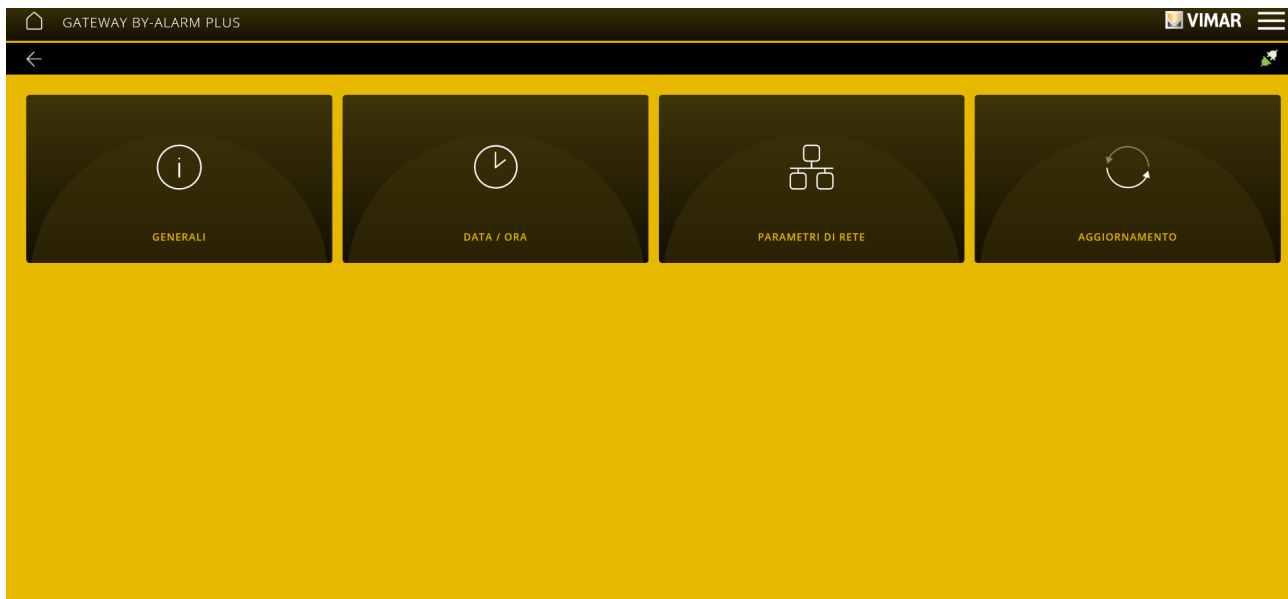 GATEWAY BY-ALARM PLUS
VIMAR
GENERALI
DATA / ORA
PARAMETRI DI RETE
AGGIORNAMENTO